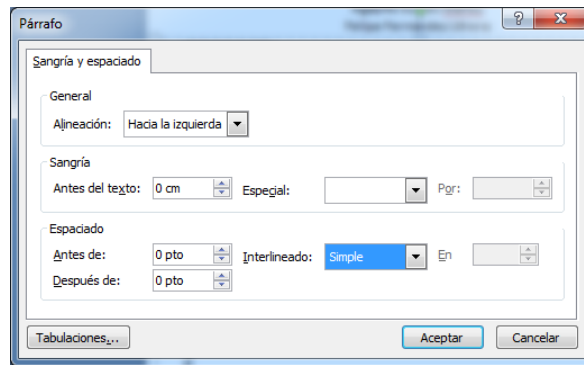 Párrafo
Sangría y espaciado
General
Alineación: Hacia la izquierda
Sangría
Antes del texto: 0 cm Especial: Por:
Espaciado
Antes de: 0 pto Interlineado: Simple En
Después de: 0 pto
Tabulaciones... Aceptar Cancelar